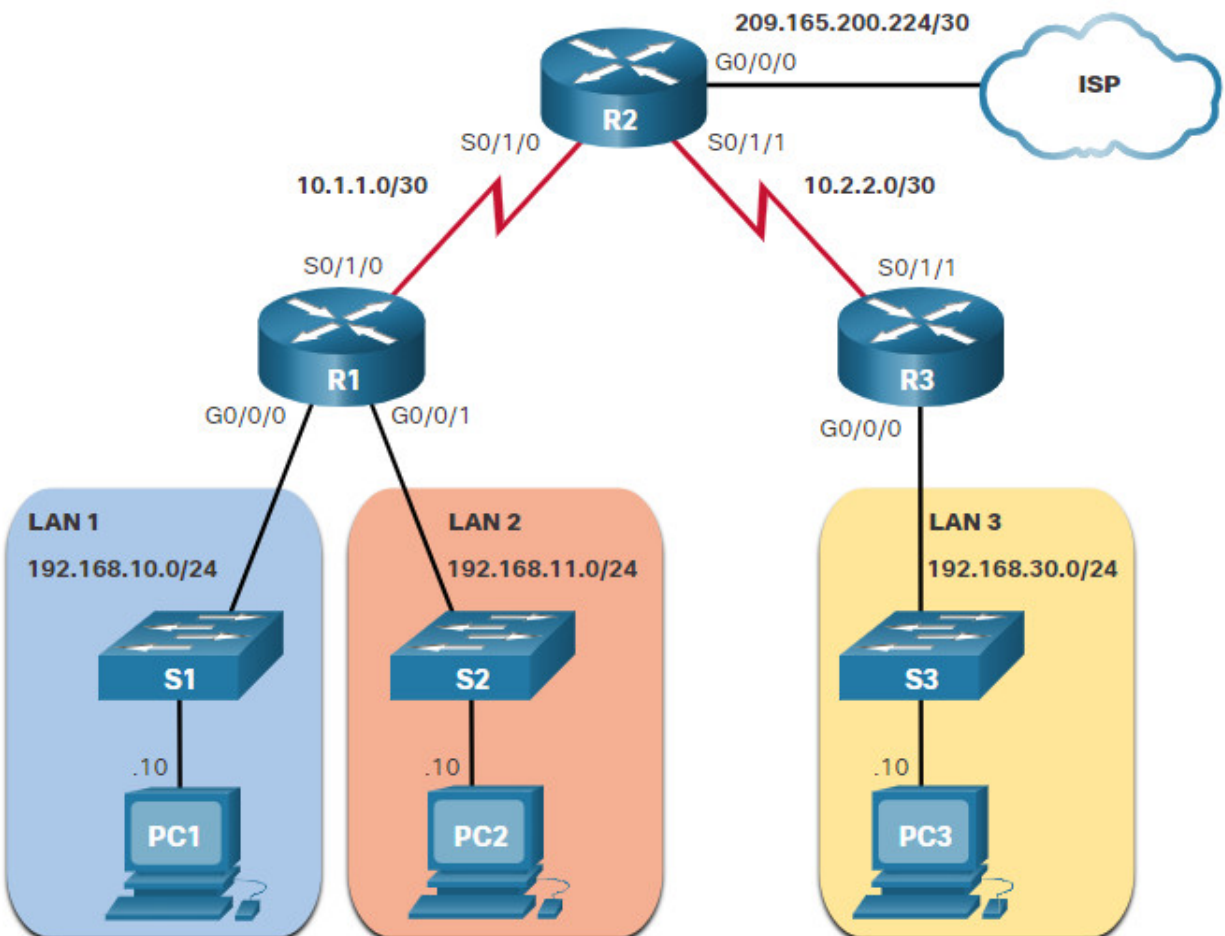 209.165.200.224/30
G0/0/0
ISP
R2
S0/1/0
S0/1/1
10.1.1.0/30
10.2.2.0/30
S0/1/0
S0/1/1
R1
R3
G0/0/0
G0/0/1
G0/0/0
LAN 1
192.168.10.0/24
S1
.10
PC1
LAN 2
192.168.11.0/24
S2
.10
PC2
LAN 3
192.168.30.0/24
S3
.10
PC3